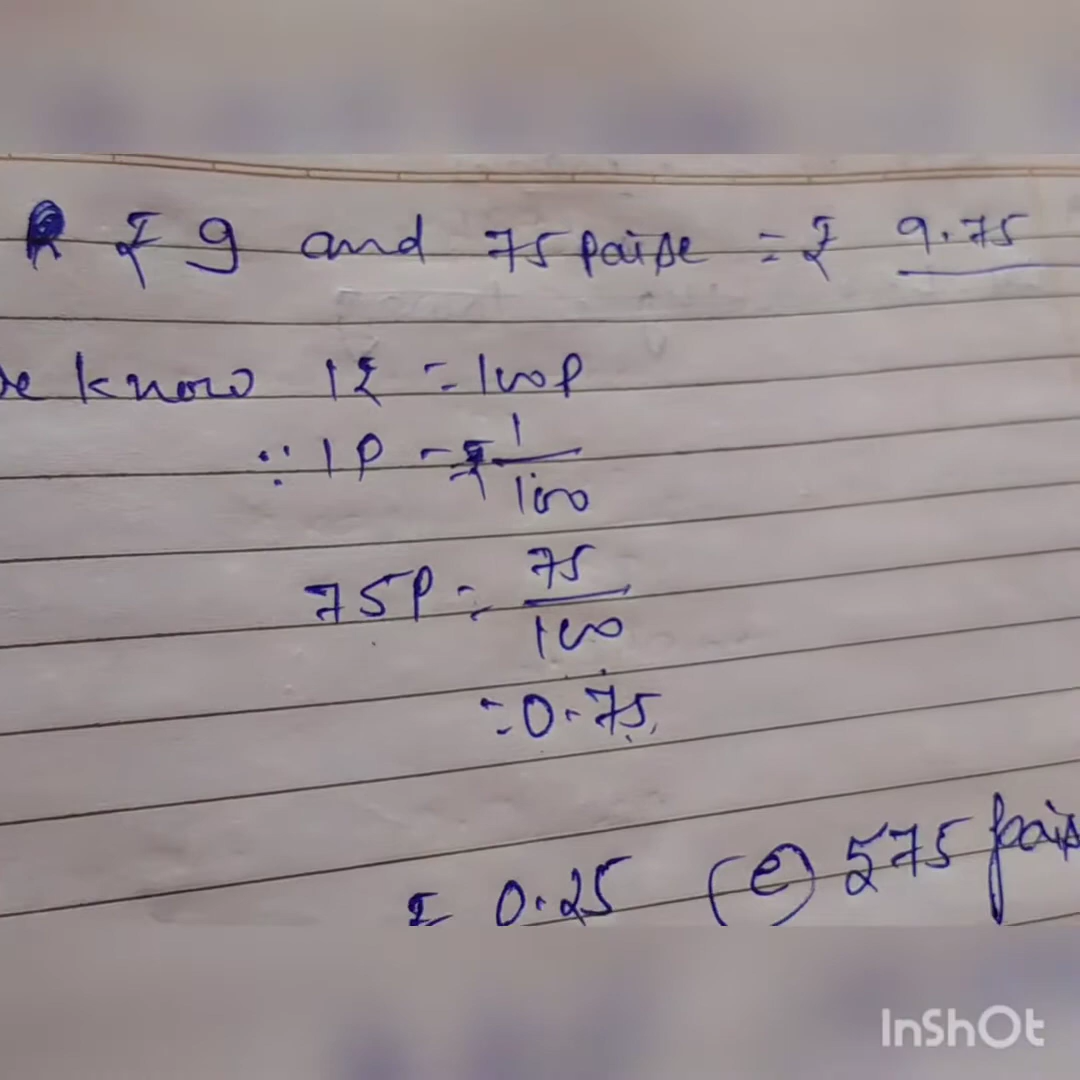 ₹ 9 and 75 paise = ₹ 9.75
we know 1₹ = 100P
∵ 1P = ₹ 1/100
75P = 75/100
= 0.75
₹ 0.25 (e) 575 pais
InShOt